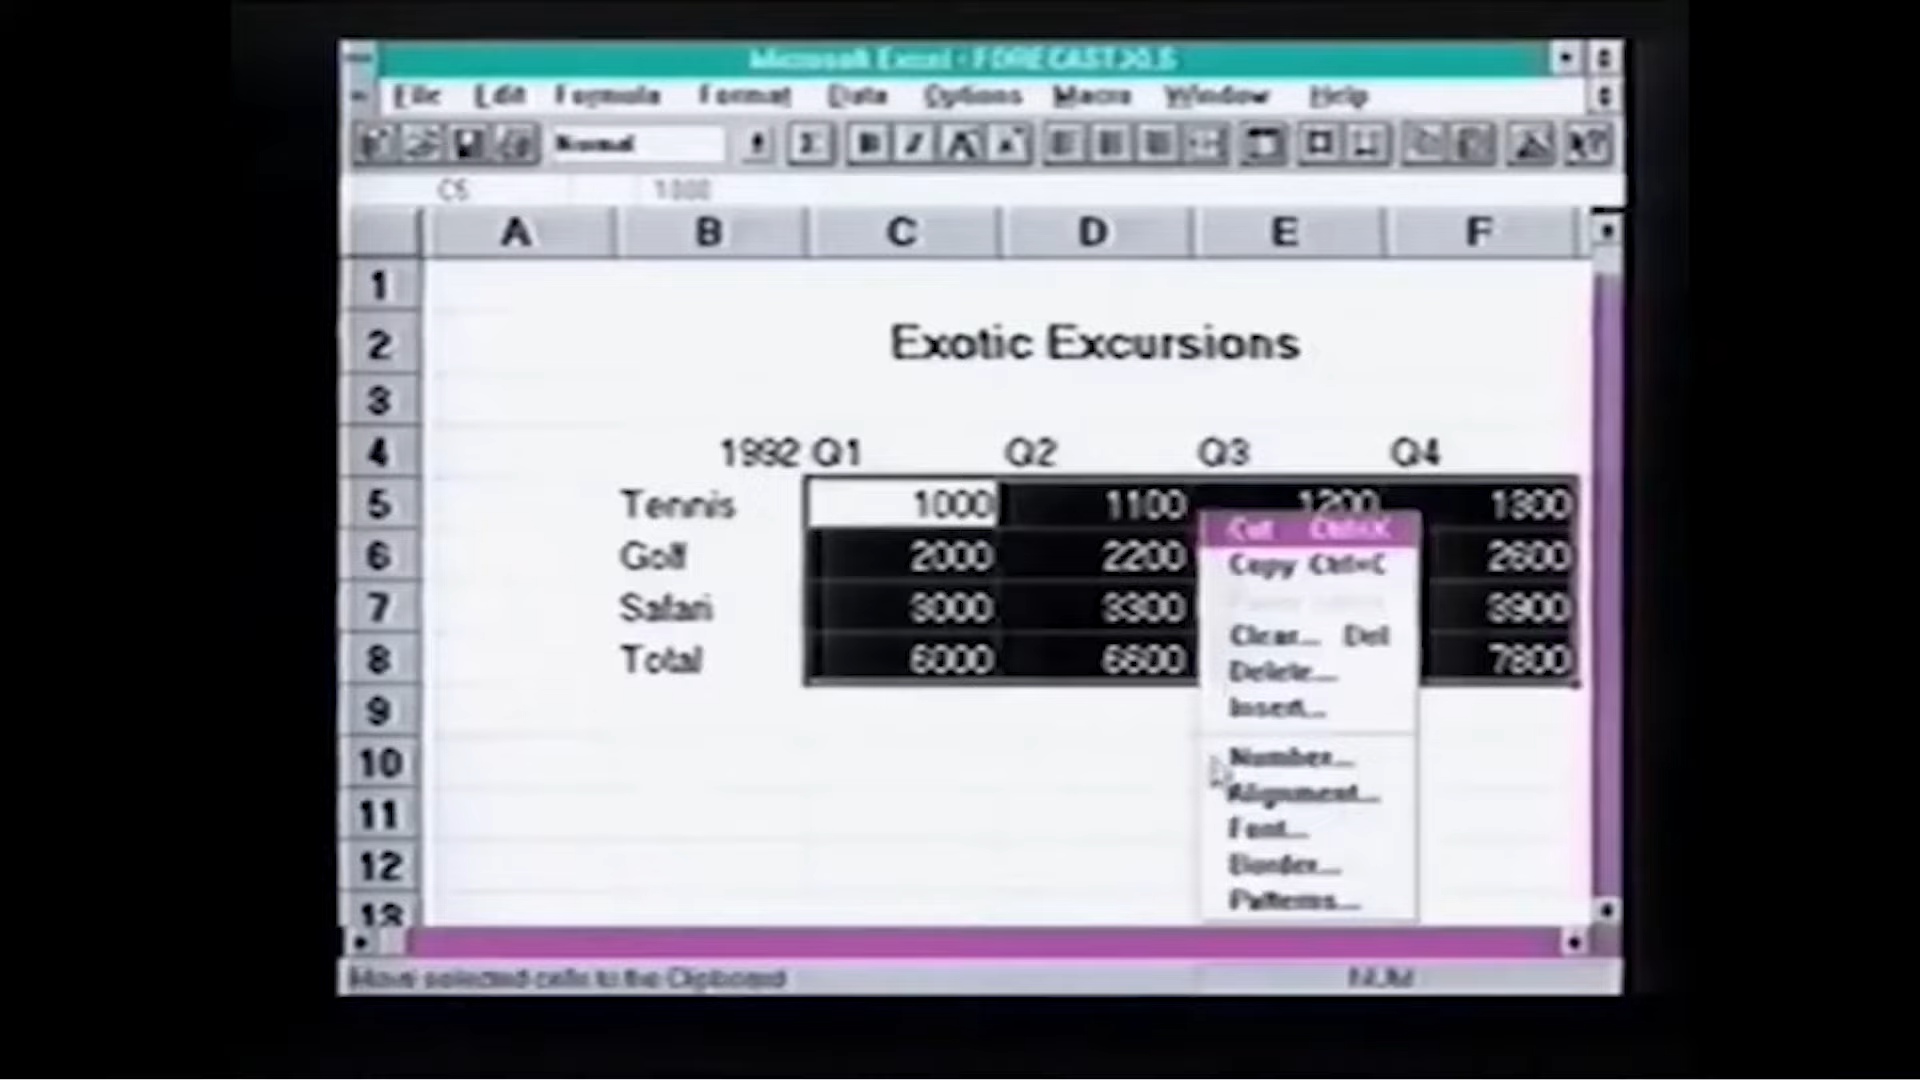 Microsoft Excel - FORECAST.XLS
File Edit Formula Format Data Options Macro Window Help
Normal Σ B I A A
C5 1000
A B C D E F
1
2 Exotic Excursions
3
4 1992 Q1 Q2 Q3 Q4
5 Tennis 1000 1100 1200 1300
6 Golf 2000 2200 2600
7 Safari 3000 3300 3900
8 Total 6000 6600 7800
9
10
11
12
13
Cut Ctrl+X
Copy Ctrl+C
Clear... Del
Delete...
Insert...
Number...
Alignment...
Font...
Border...
Patterns...
Move selected cells to the Clipboard NUM